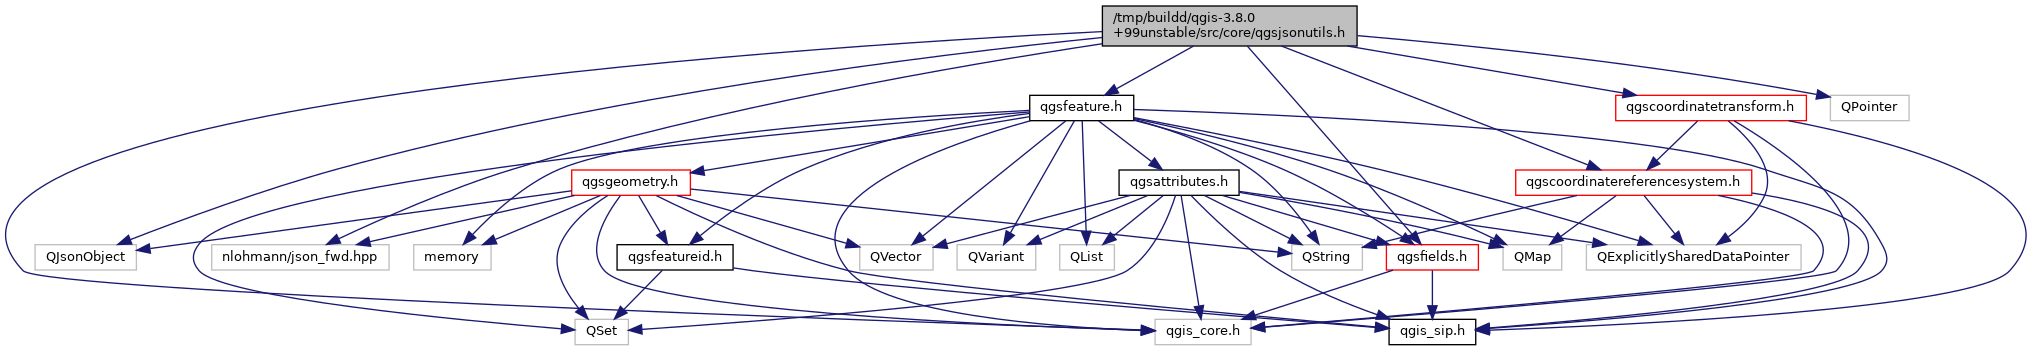 /tmp/buildd/qgis-3.8.0
+99unstable/src/core/qgsjsonutils.h
qgsfeature.h
qgscoordinatetransform.h
QPointer
qgsgeometry.h
qgsattributes.h
qgscoordinatereferencesystem.h
QJsonObject
nlohmann/json_fwd.hpp
memory
qgsfeatureid.h
QVector
QVariant
QList
QString
qgsfields.h
QMap
QExplicitlySharedDataPointer
QSet
qgis_core.h
qgis_sip.h